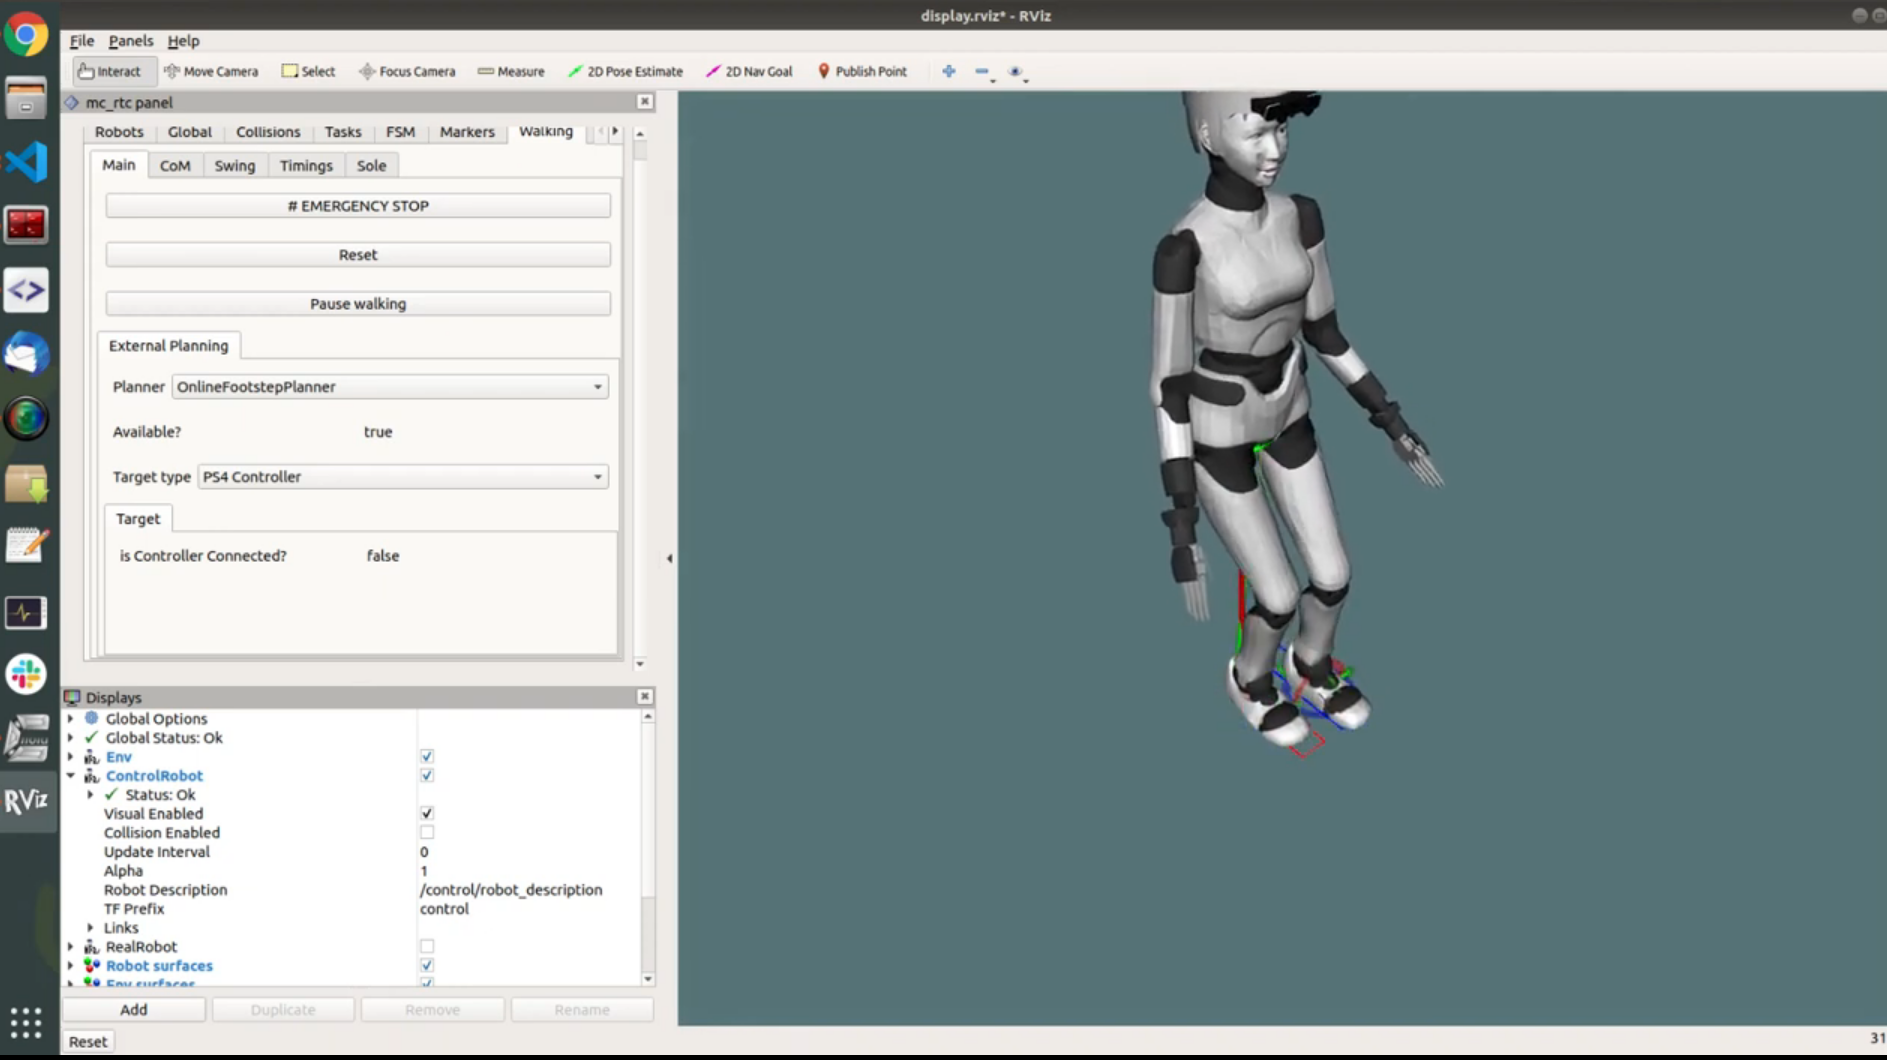 display.rviz* - RViz
File Panels Help
Interact Move Camera Select Focus Camera Measure 2D Pose Estimate 2D Nav Goal Publish Point
mc_rtc panel
Robots Global Collisions Tasks FSM Markers Walking
Main CoM Swing Timings Sole
# EMERGENCY STOP
Reset
Pause walking
External Planning
Planner OnlineFootstepPlanner
Available? true
Target type PS4 Controller
Target
is Controller Connected? false
Displays
Global Options
Global Status: Ok
Env
ControlRobot
Status: Ok
Visual Enabled
Collision Enabled
Update Interval 0
Alpha 1
Robot Description /control/robot_description
TF Prefix control
Links
RealRobot
Robot surfaces
Env surfaces
Add Duplicate Remove Rename
Reset
31
RViz